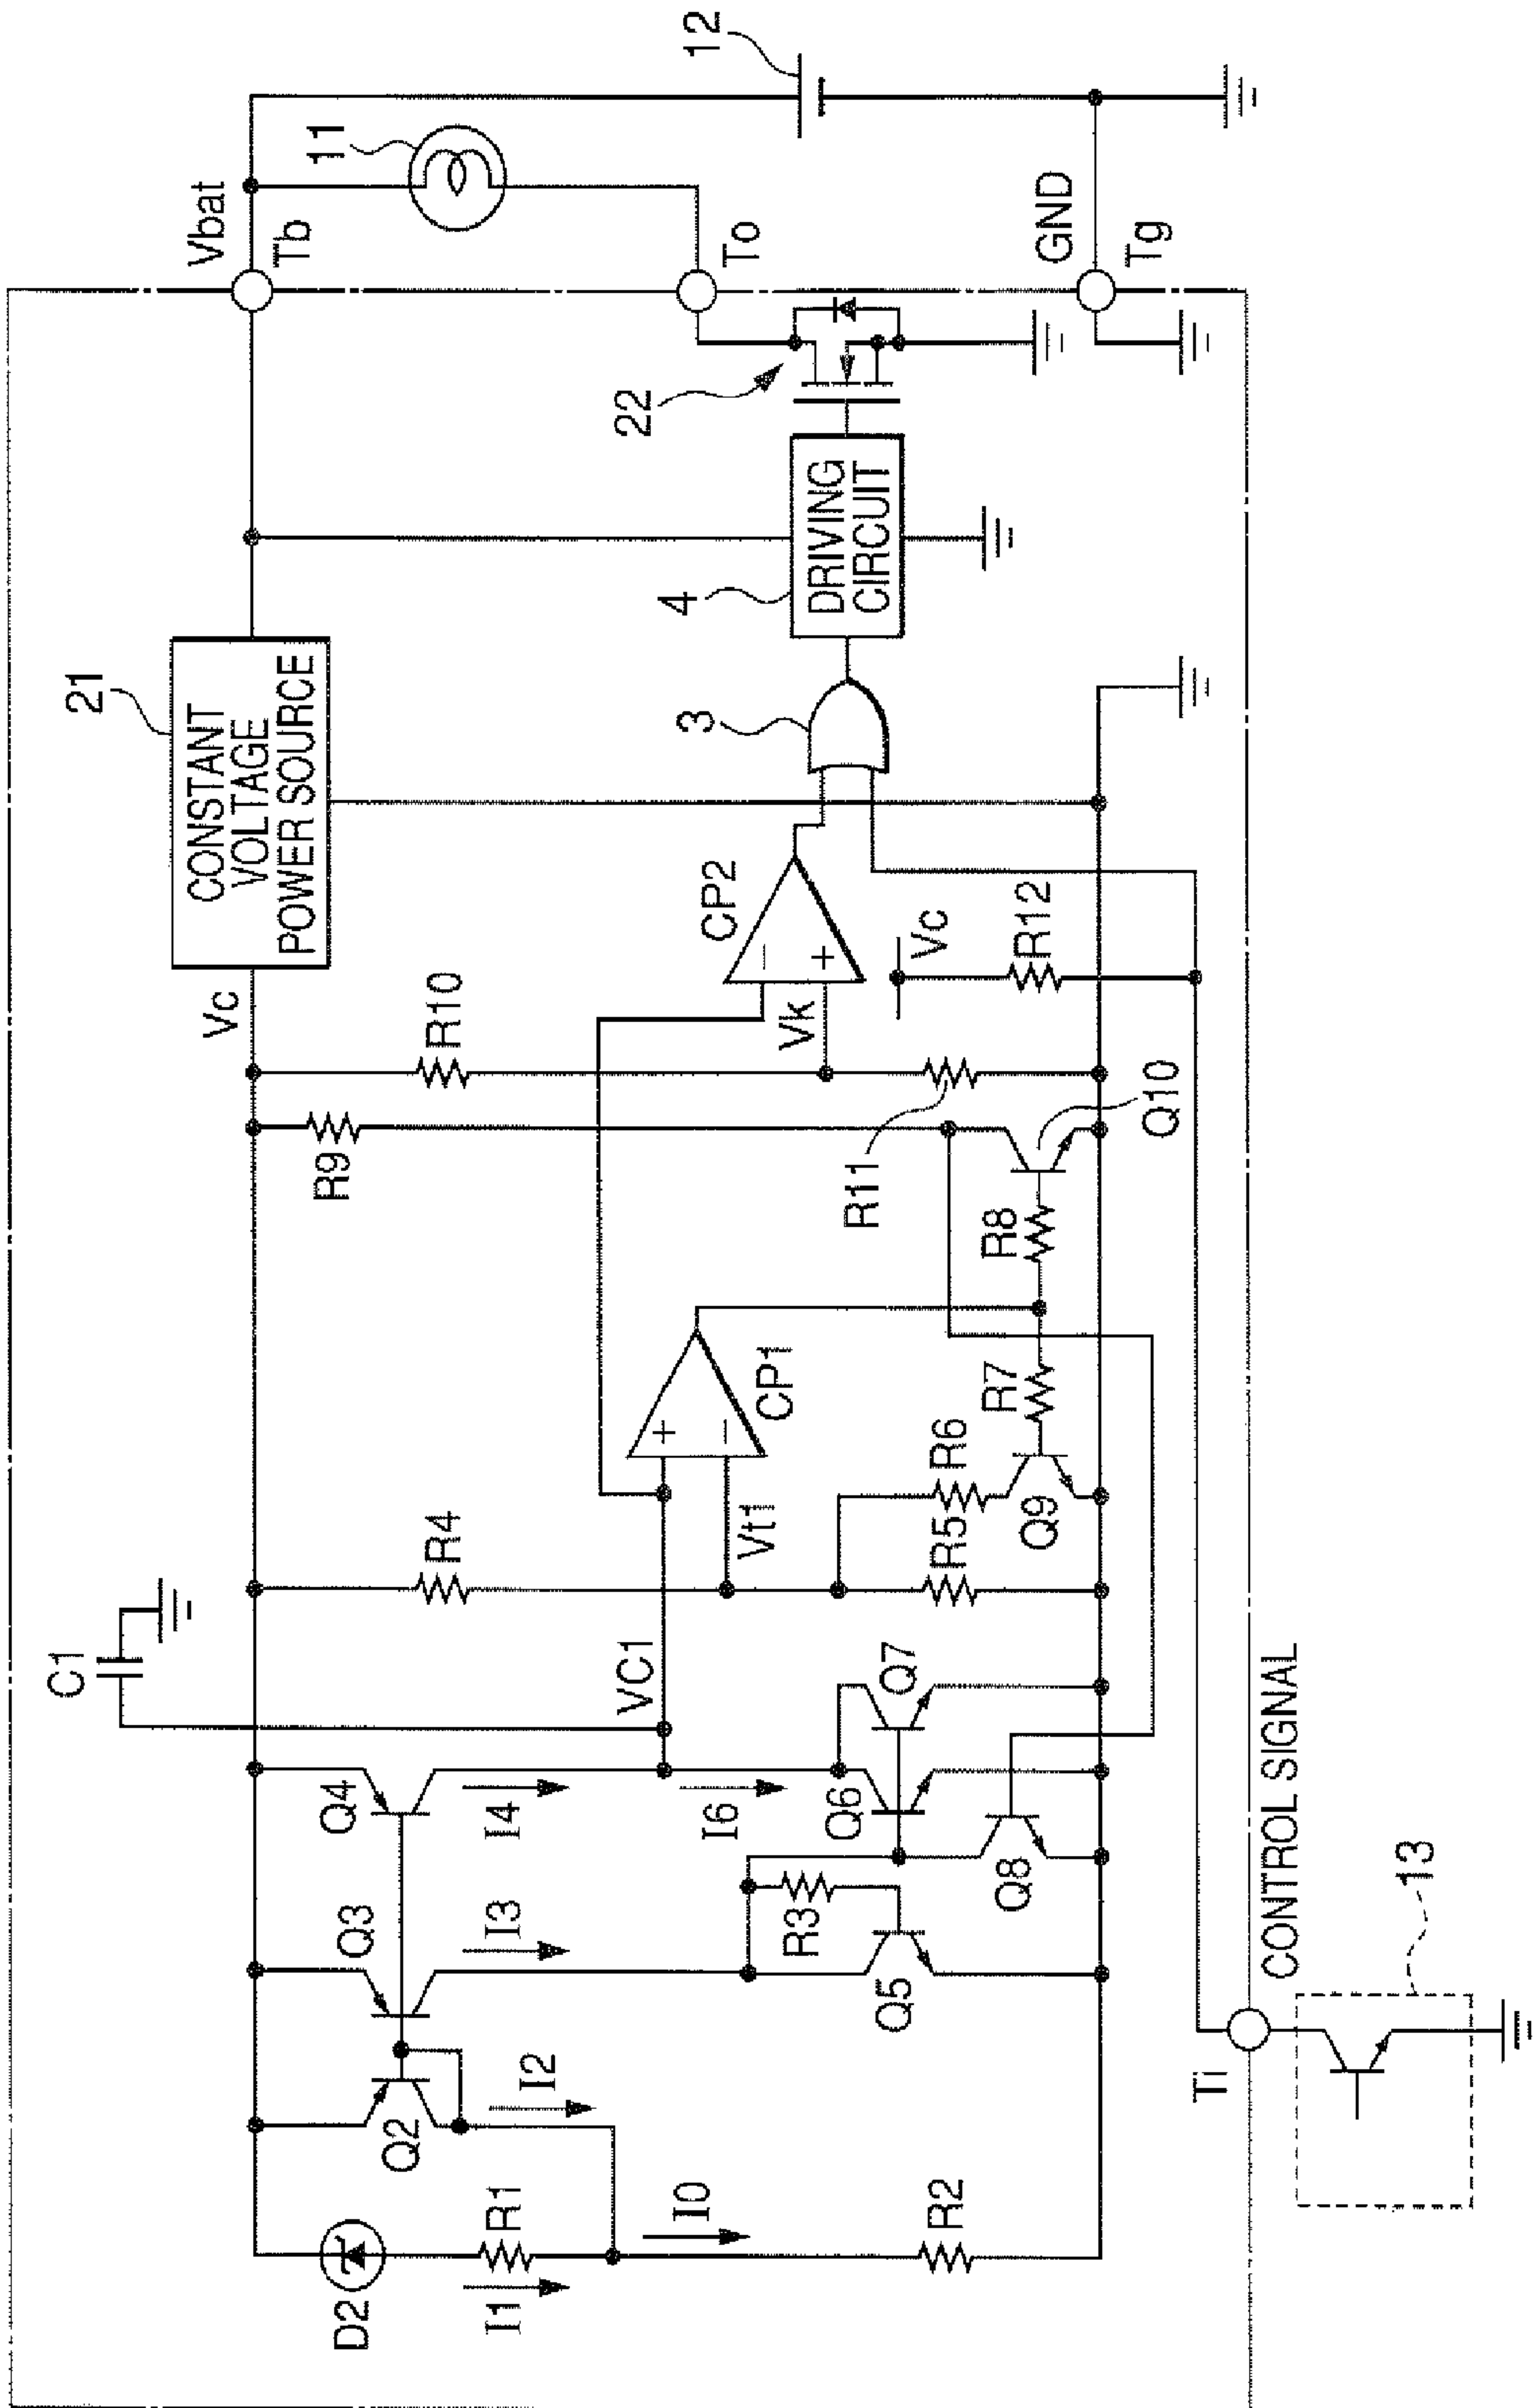 C1
21
CONSTANT
VOLTAGE
POWER SOURCE
Vc
Vbat
Tb
11
12
D2
Q2
Q3
Q4
R4
R9
R10
R1
I1
I2
I3
I4
VC1
I0
I6
Vt1
CP1
CP2
Vk
3
4
DRIVING
CIRCUIT
22
To
R2
R3
Q5
Q6
Q7
Q8
R5
R6
Q9
R7
R8
R11
Q10
Vc
R12
GND
Tg
Ti
CONTROL SIGNAL
13